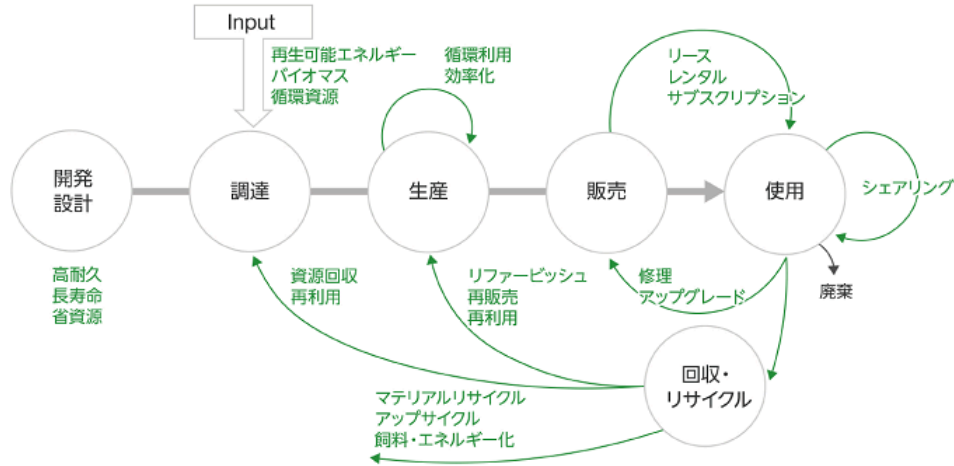 Input
再生可能エネルギー
バイオマス
循環資源
循環利用
効率化
リース
レンタル
サブスクリプション
開発
設計
調達
生産
販売
使用
シェアリング
高耐久
長寿命
省資源
資源回収
再利用
リファービッシュ
再販売
再利用
修理
アップグレード
廃棄
回収・
リサイクル
マテリアルリサイクル
アップサイクル
飼料・エネルギー化